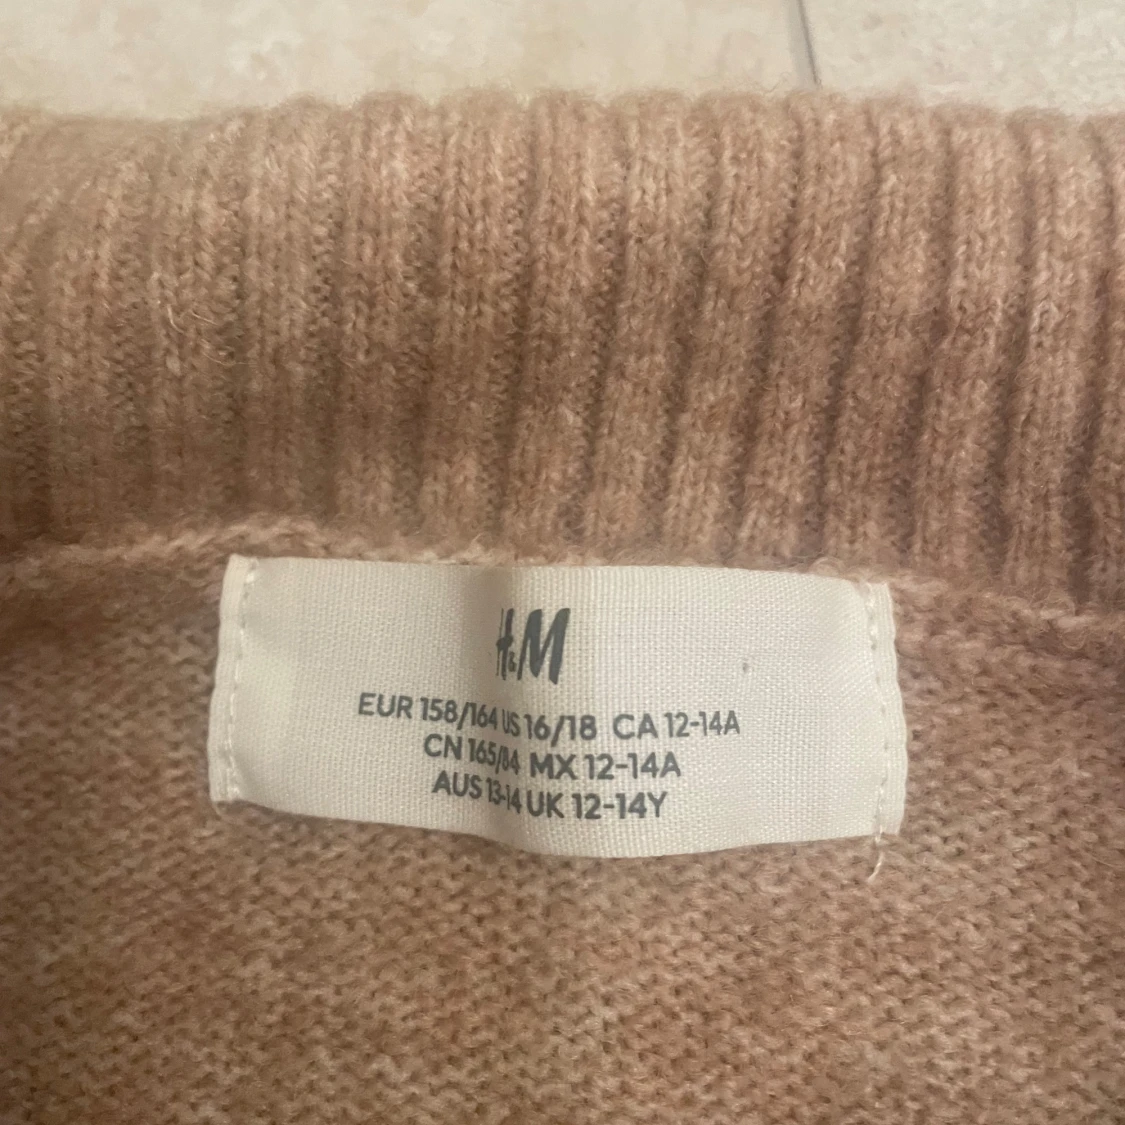 H&M
EUR 158/164 US 16/18 CA 12-14A
CN 165/84 MX 12-14A
AUS 13-14 UK 12-14Y